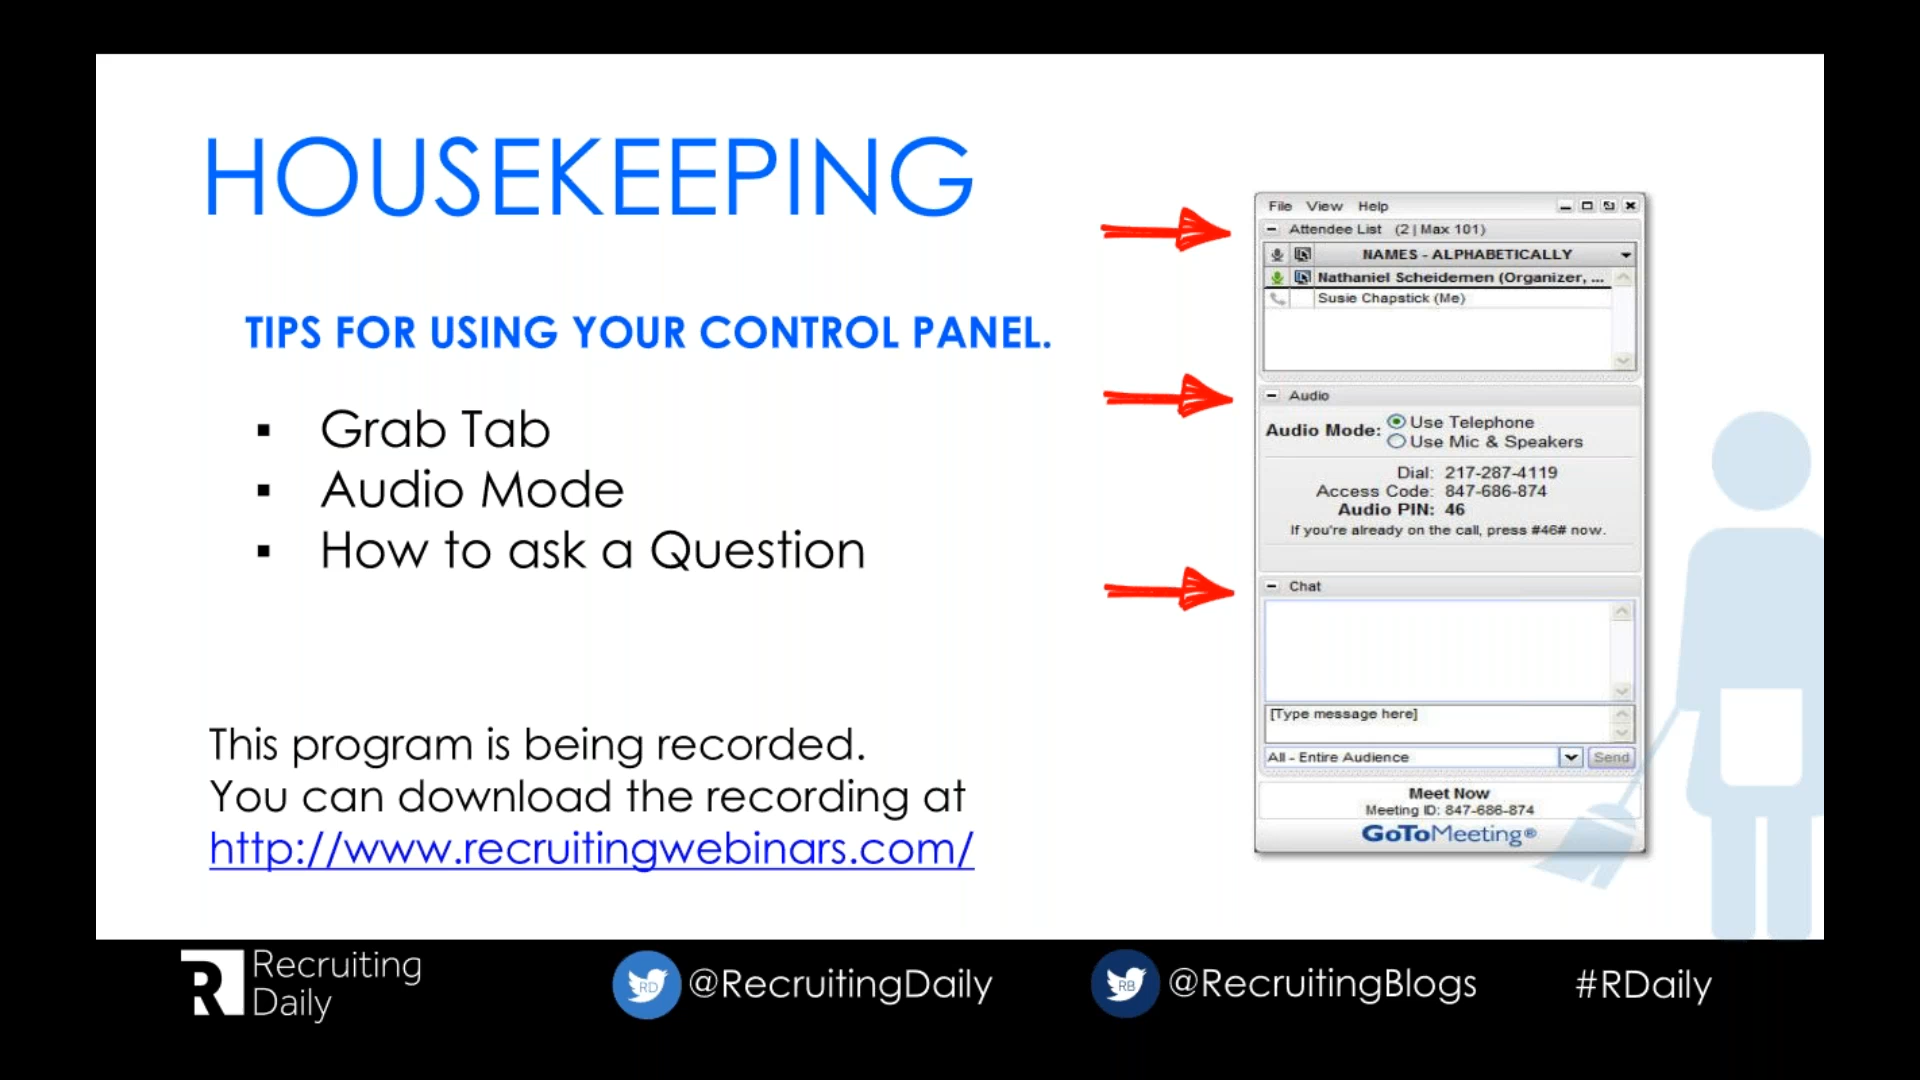 HOUSEKEEPING
TIPS FOR USING YOUR CONTROL PANEL.
▪ Grab Tab
▪ Audio Mode
▪ How to ask a Question
This program is being recorded.
You can download the recording at
http://www.recruitingwebinars.com/
File View Help
Attendee List (2 | Max 101)
NAMES - ALPHABETICALLY
Nathaniel Scheidemen (Organizer, ...
Susie Chapstick (Me)
Audio
Audio Mode: Use Telephone
Use Mic & Speakers
Dial: 217-287-4119
Access Code: 847-686-874
Audio PIN: 46
If you're already on the call, press #46# now.
Chat
[Type message here]
All - Entire Audience Send
Meet Now
Meeting ID: 847-686-874
GoToMeeting®
R Recruiting
Daily
RD @RecruitingDaily RB @RecruitingBlogs #RDaily